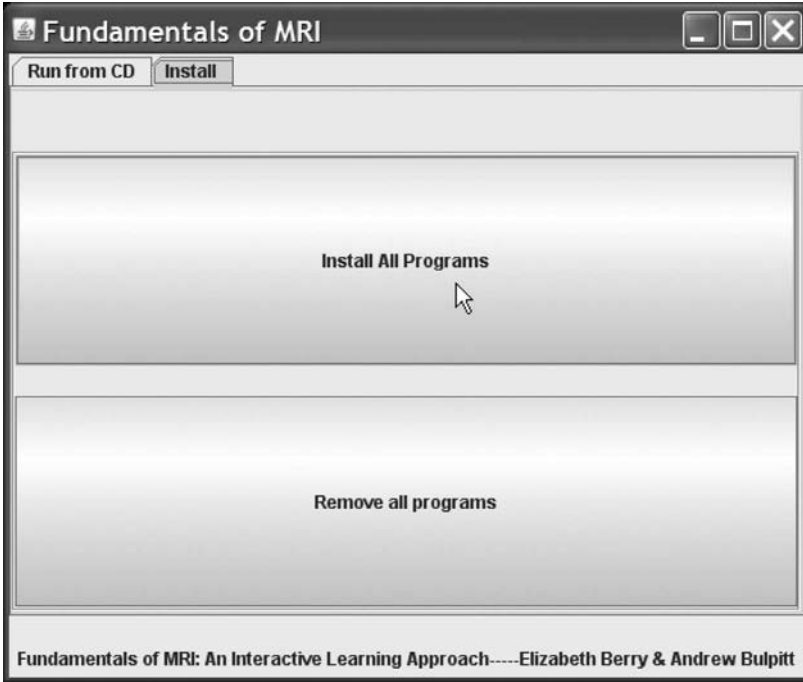 Fundamentals of MRI
Run from CD Install
Install All Programs
Remove all programs
Fundamentals of MRI: An Interactive Learning Approach-----Elizabeth Berry & Andrew Bulpitt